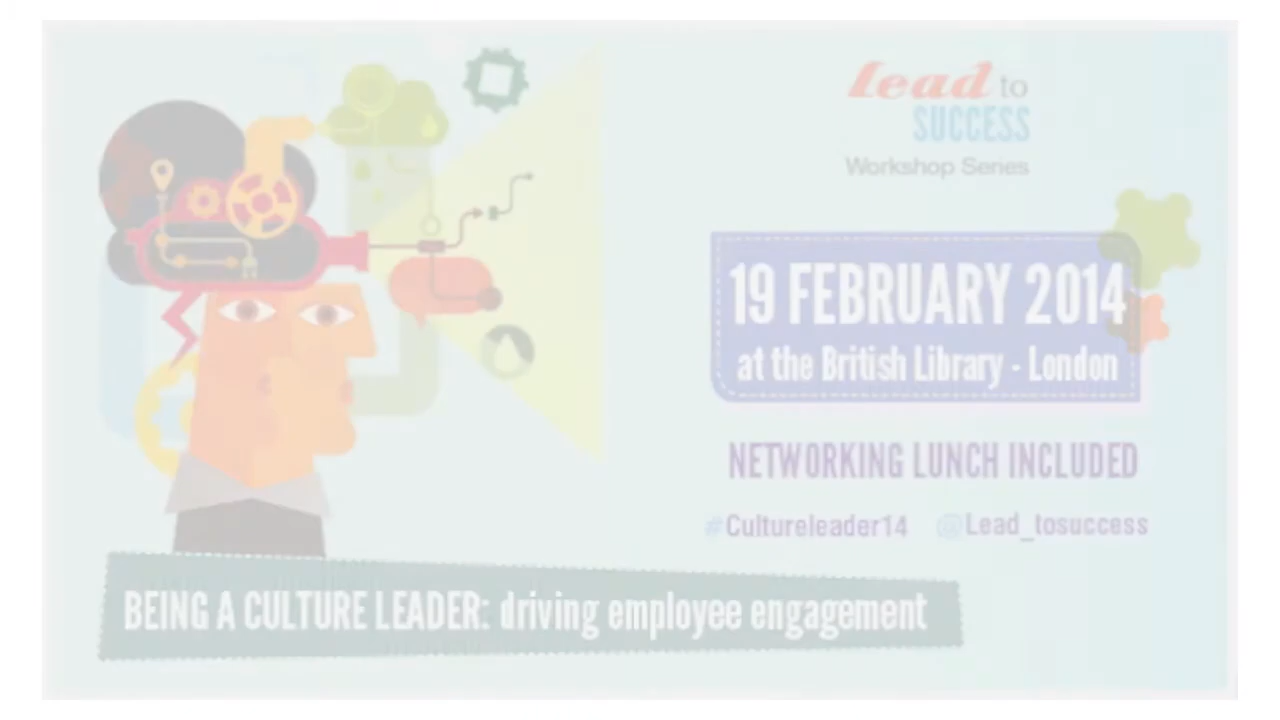 Lead to
SUCCESS
Workshop Series
19 FEBRUARY 2014
at the British Library - London
NETWORKING LUNCH INCLUDED
#Cultureleader14 @Lead_tosuccess
BEING A CULTURE LEADER: driving employee engagement